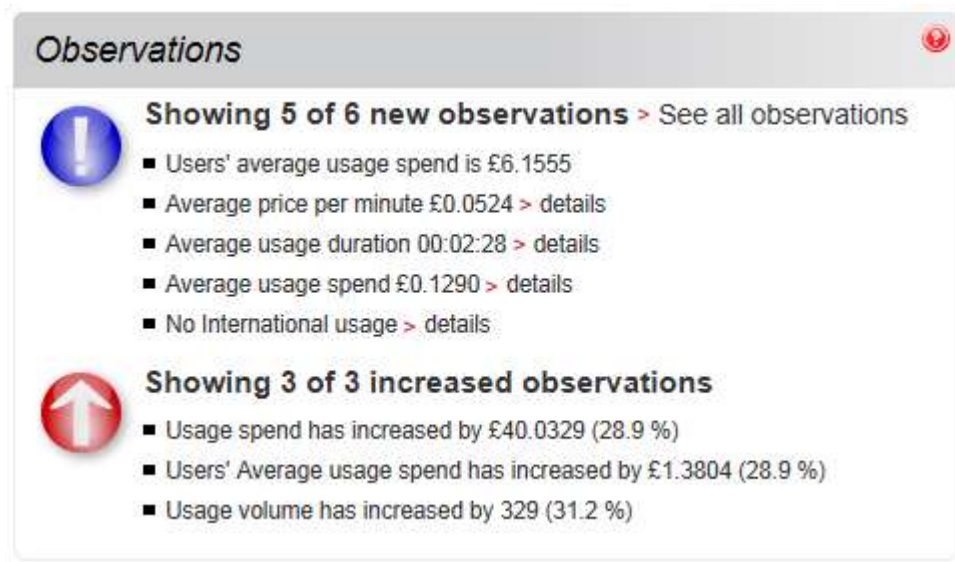 Observations
Showing 5 of 6 new observations > See all observations
Users' average usage spend is £6.1555
Average price per minute £0.0524 > details
Average usage duration 00:02:28 > details
Average usage spend £0.1290 > details
No International usage > details
Showing 3 of 3 increased observations
Usage spend has increased by £40.0329 (28.9 %)
Users' Average usage spend has increased by £1.3804 (28.9 %)
Usage volume has increased by 329 (31.2 %)